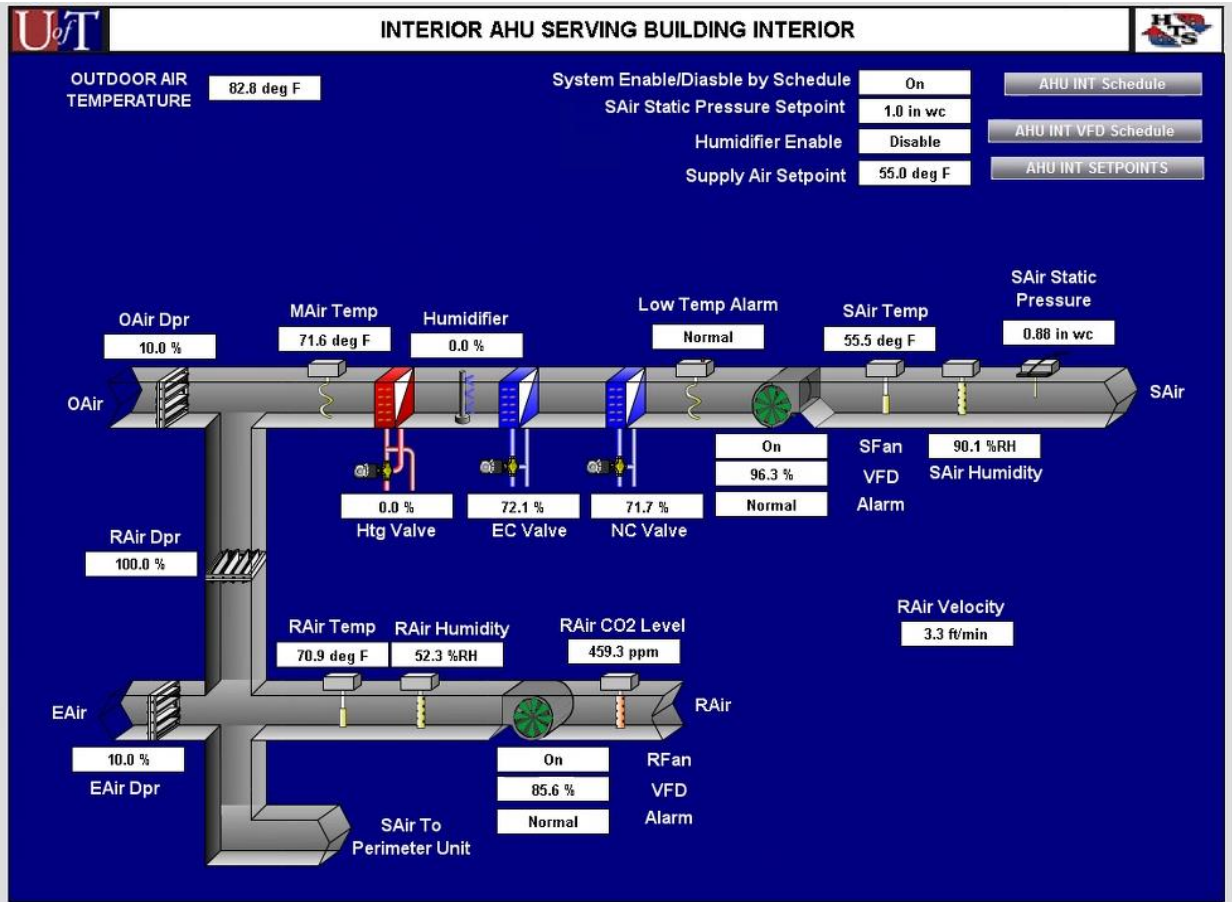 UofT
INTERIOR AHU SERVING BUILDING INTERIOR
HTS
OUTDOOR AIR
TEMPERATURE
82.8 deg F
System Enable/Diasble by Schedule
On
AHU INT Schedule
SAir Static Pressure Setpoint
1.0 in wc
AHU INT VFD Schedule
Humidifier Enable
Disable
Supply Air Setpoint
55.0 deg F
AHU INT SETPOINTS
OAir Dpr
10.0 %
MAir Temp
71.6 deg F
Humidifier
0.0 %
Low Temp Alarm
Normal
SAir Temp
55.5 deg F
SAir Static
Pressure
0.88 in wc
OAir
SAir
0.0 %
Htg Valve
72.1 %
EC Valve
71.7 %
NC Valve
On
SFan
96.3 %
VFD
Normal
Alarm
90.1 %RH
SAir Humidity
RAir Dpr
100.0 %
RAir Temp
70.9 deg F
RAir Humidity
52.3 %RH
RAir CO2 Level
459.3 ppm
RAir Velocity
3.3 ft/min
EAir
RAir
10.0 %
EAir Dpr
On
RFan
85.6 %
VFD
Normal
Alarm
SAir To
Perimeter Unit